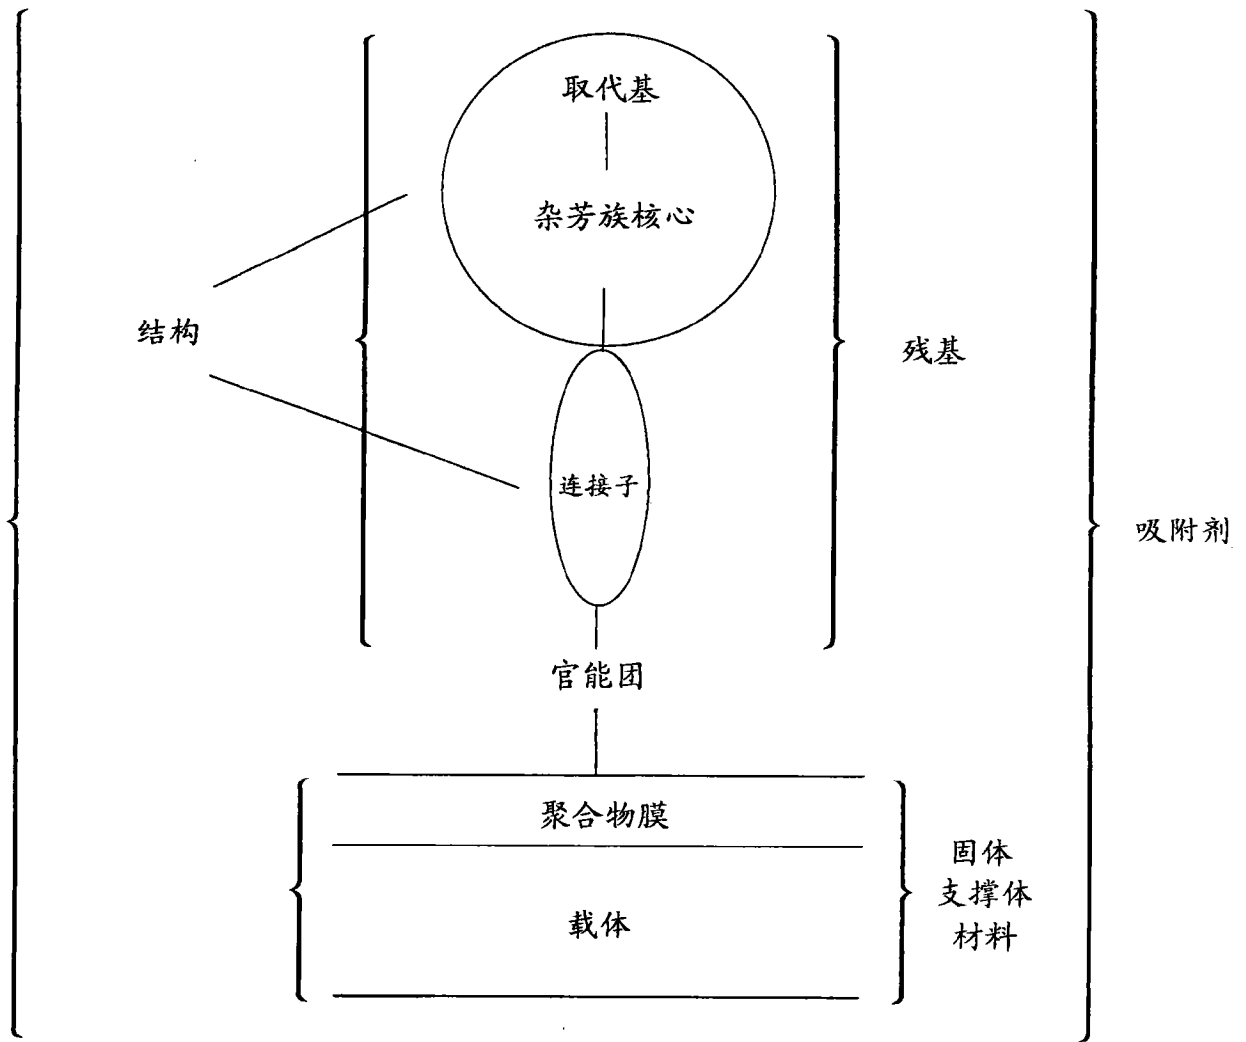 取代基
杂芳族核心
结构
残基
连接子
吸附剂
官能团
聚合物膜
固体
支撑体
材料
载体